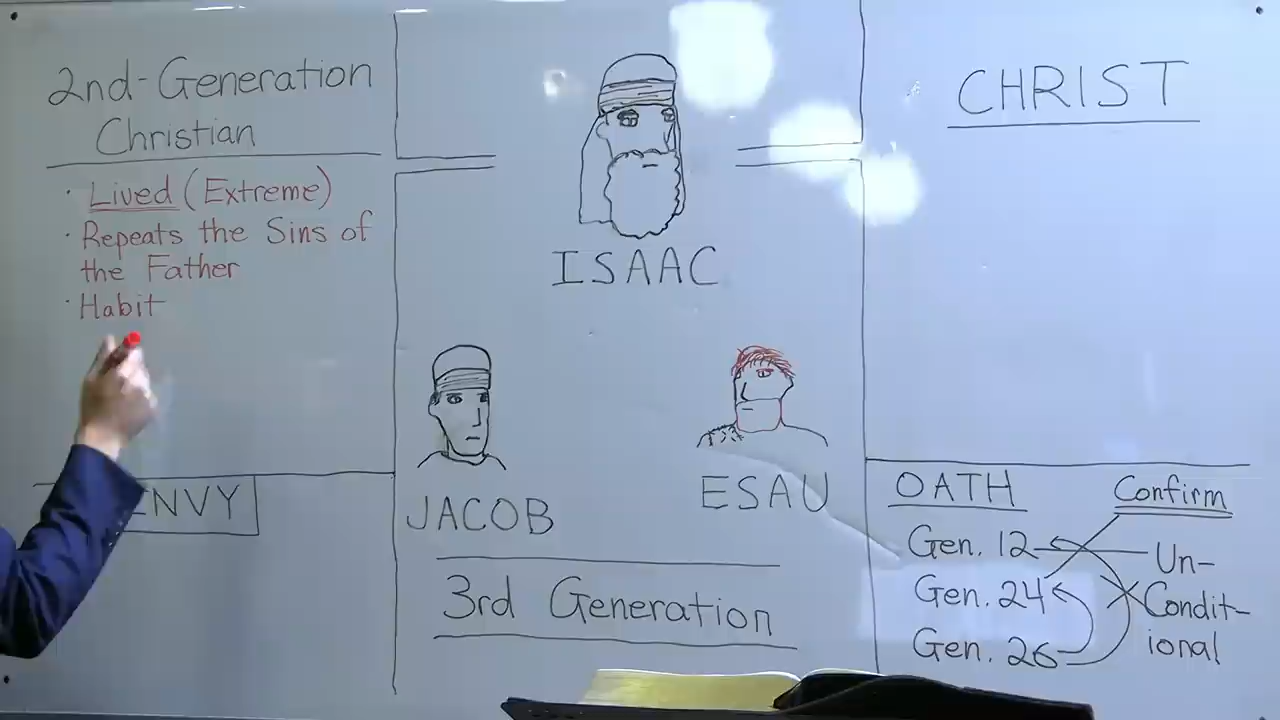 2nd-Generation
Christian
· Lived (Extreme)
· Repeats the Sins of
the Father
· Habit
NVY
ISAAC
JACOB
ESAU
3rd Generation
CHRIST
OATH
Confirm
Gen. 12
Gen. 24
Gen. 26
Un-
Condit-
ional